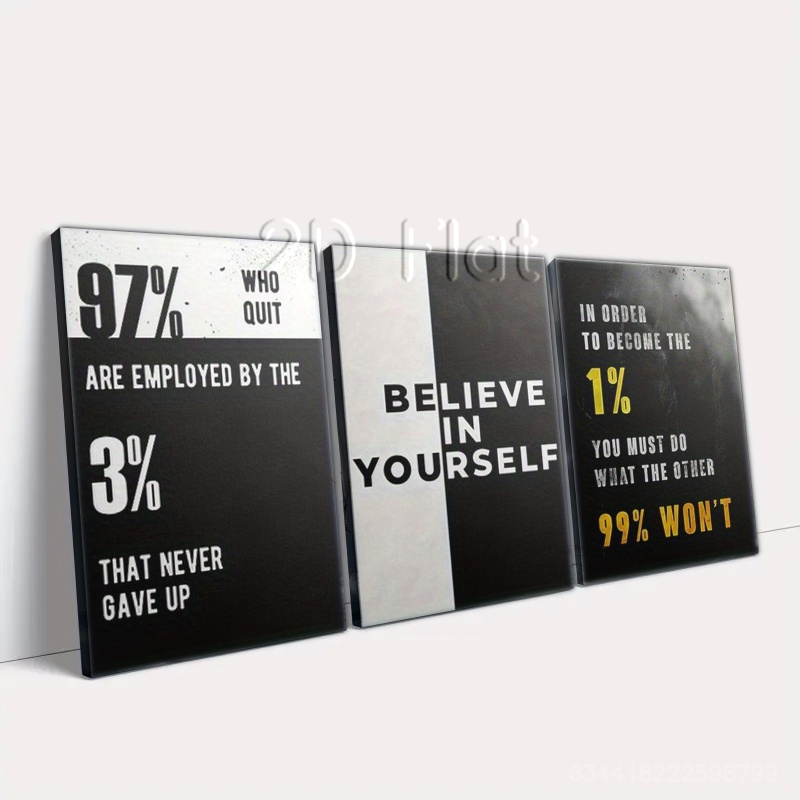 2D Flat
97%
WHO
QUIT
ARE EMPLOYED BY THE
3%
THAT NEVER
GAVE UP
BELIEVE
IN
YOURSELF
IN ORDER
TO BECOME THE
1%
YOU MUST DO
WHAT THE OTHER
99% WON'T